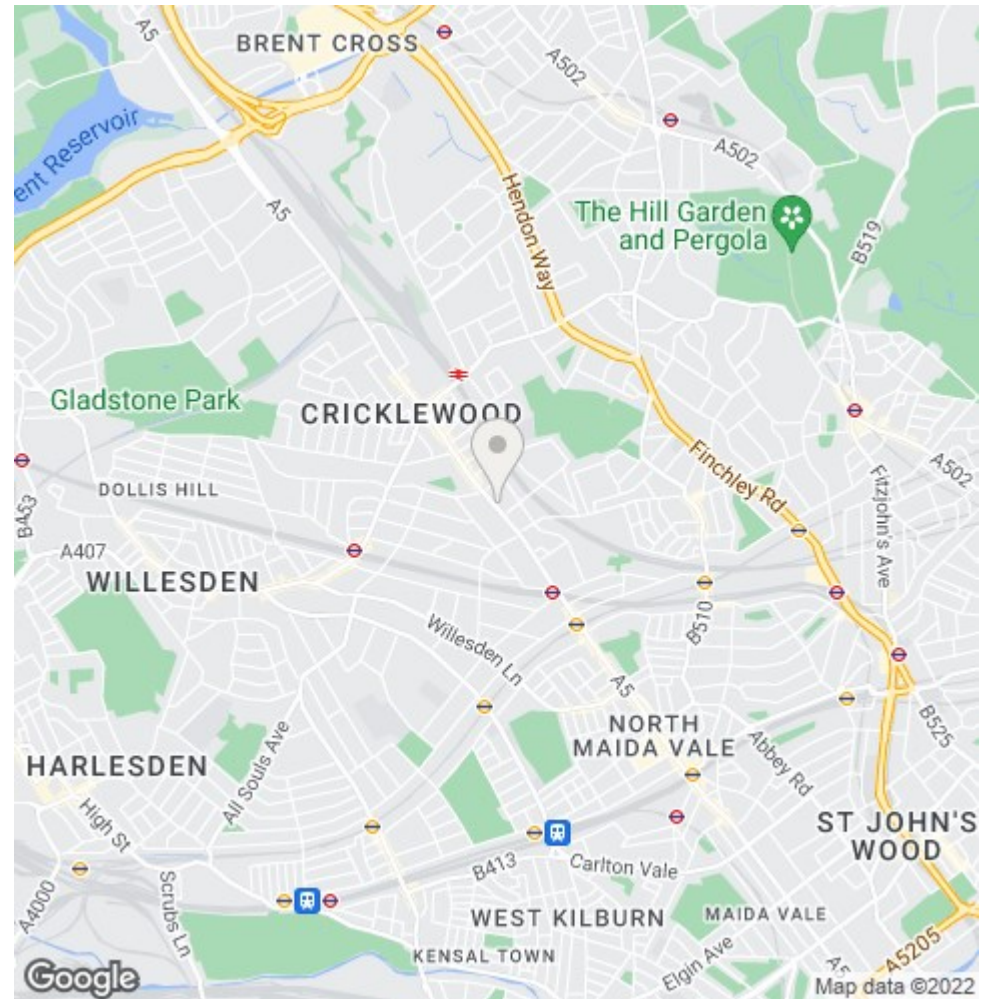 A5
BRENT CROSS
A502
ent Reservoir
A502
A5
Hendon Way
The Hill Garden
and Pergola
B519
Gladstone Park
CRICKLEWOOD
Finchley Rd
A502
B453
DOLLIS HILL
Fitzjohn's Ave
A407
WILLESDEN
B510
Willesden Ln
A5
B525
NORTH
MAIDA VALE
Abbey Rd
HARLESDEN
All Souls Ave
High St
ST JOHN'S
WOOD
B413
Carlton Vale
A4000
Scrubs Ln
WEST KILBURN
MAIDA VALE
KENSAL TOWN
Elgin Ave
A5
A5205
Google
Map data ©2022